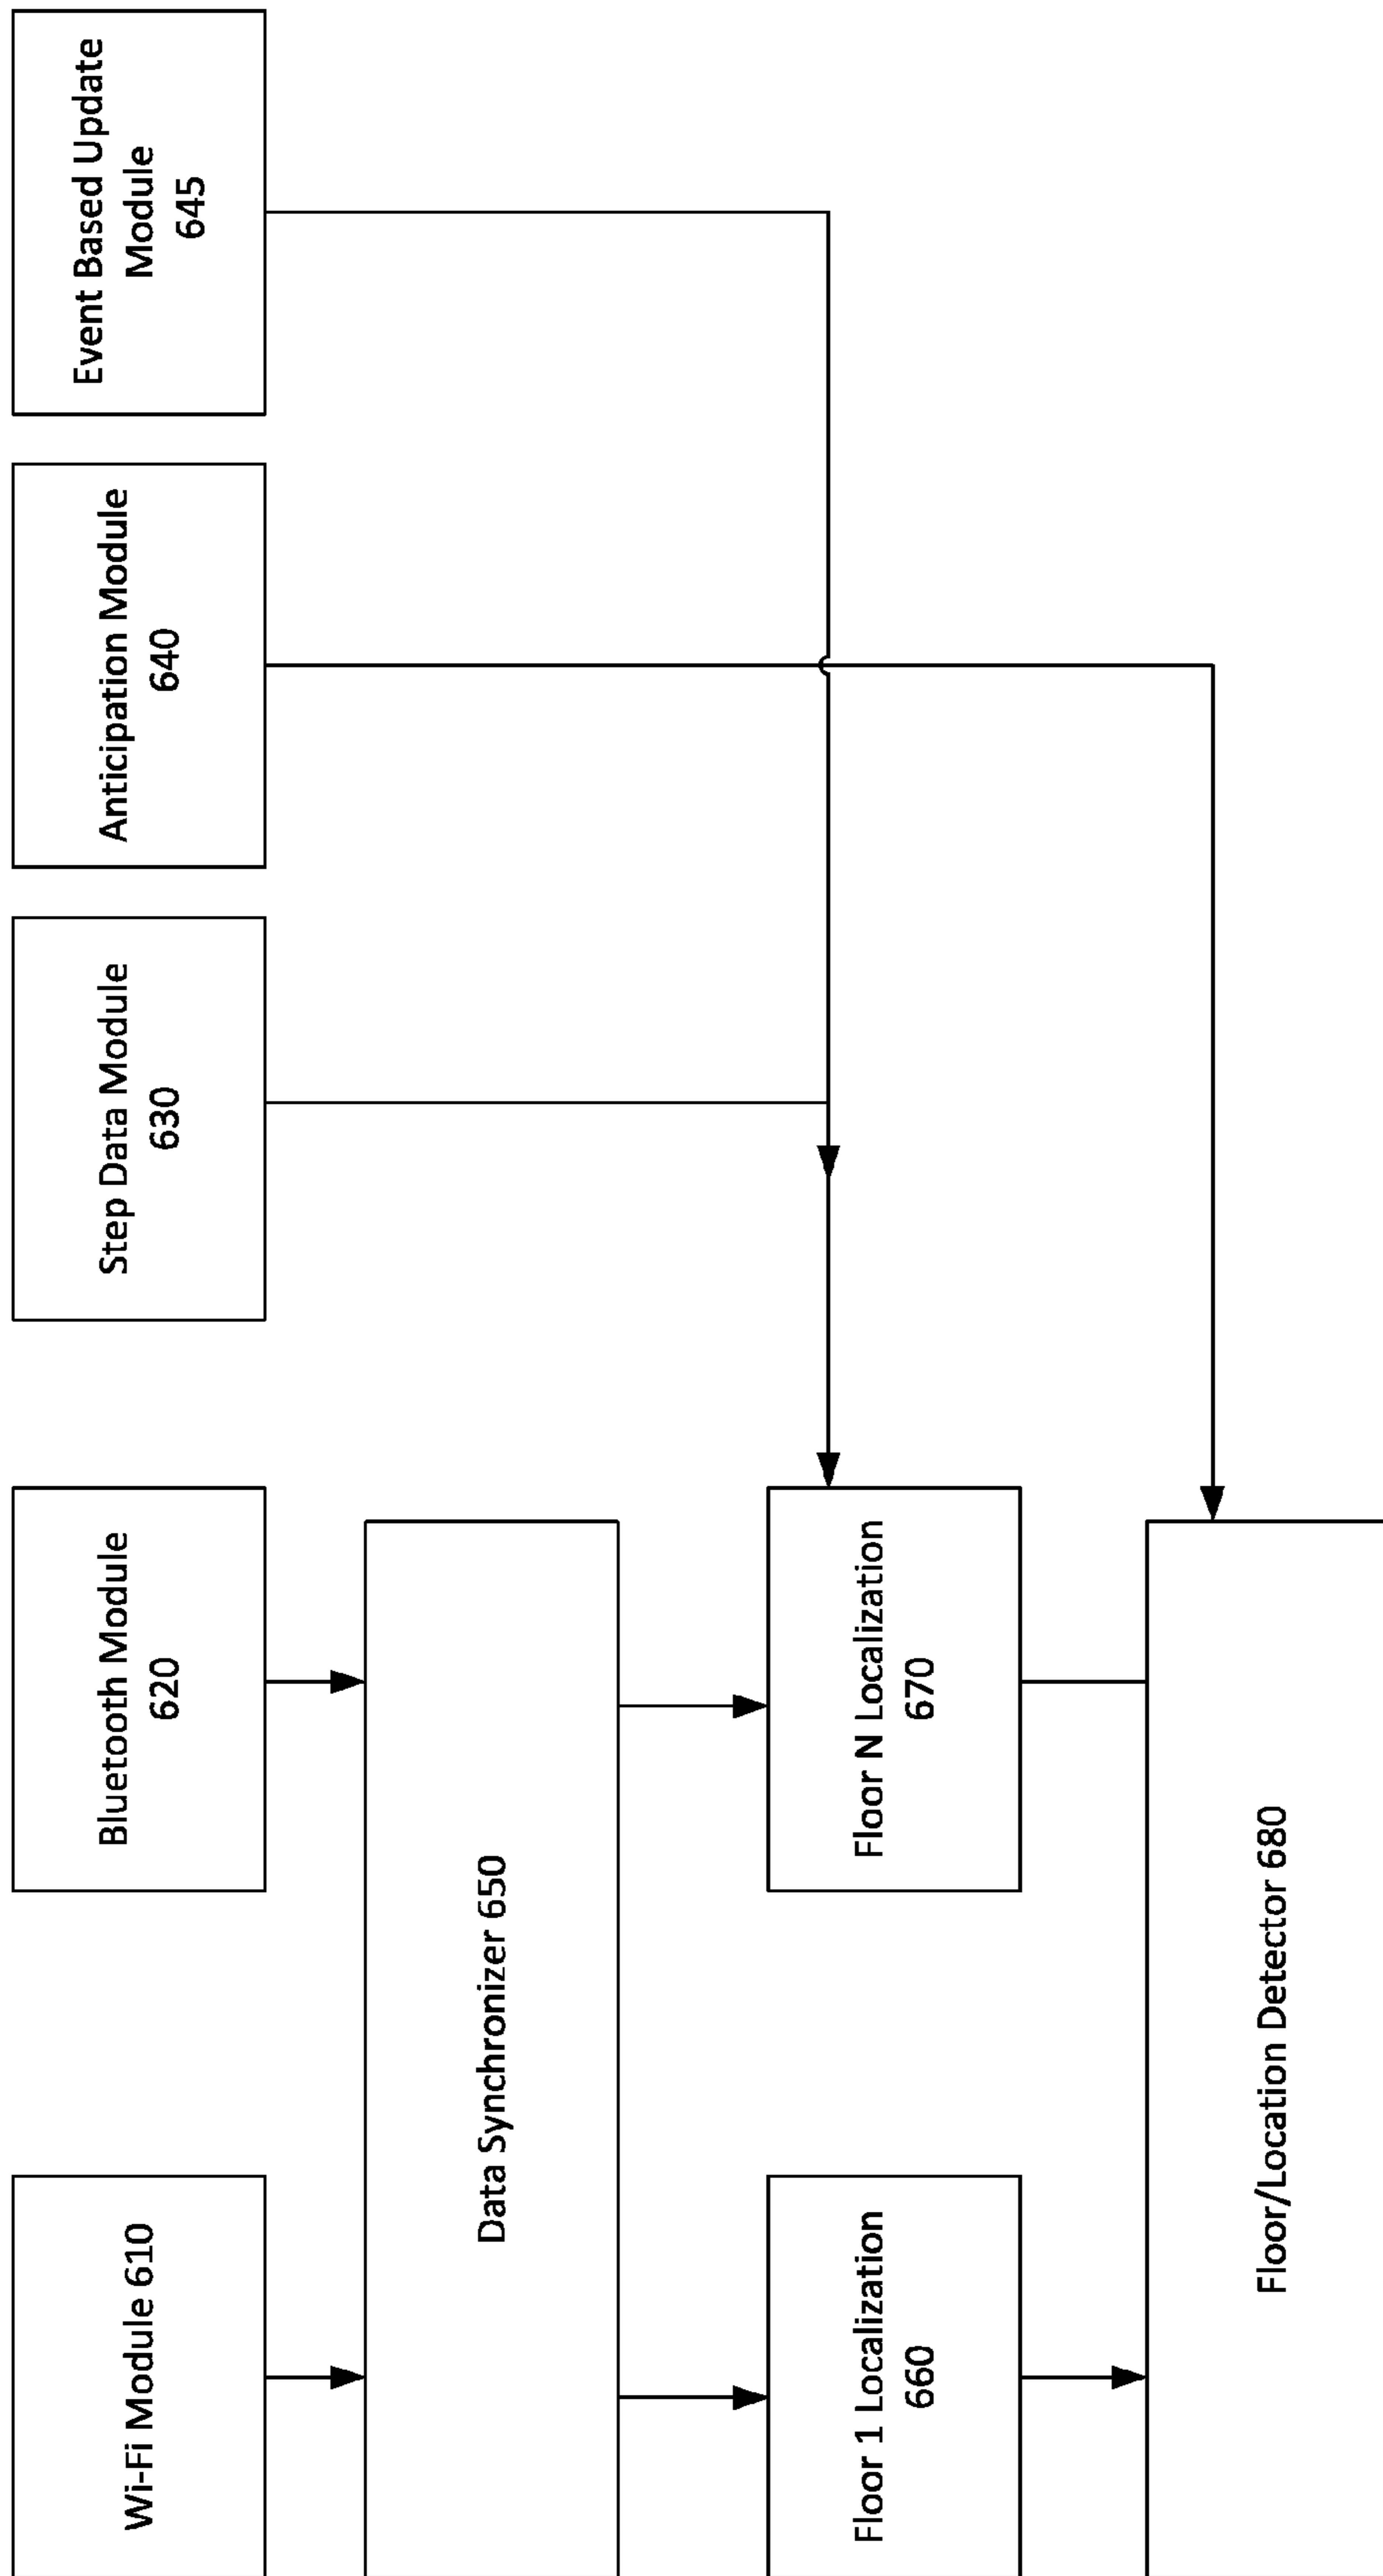 Wi-Fi Module 610
Bluetooth Module
620
Step Data Module
630
Anticipation Module
640
Event Based Update
Module
645
Data Synchronizer 650
Floor 1 Localization
660
Floor N Localization
670
Floor/Location Detector 680